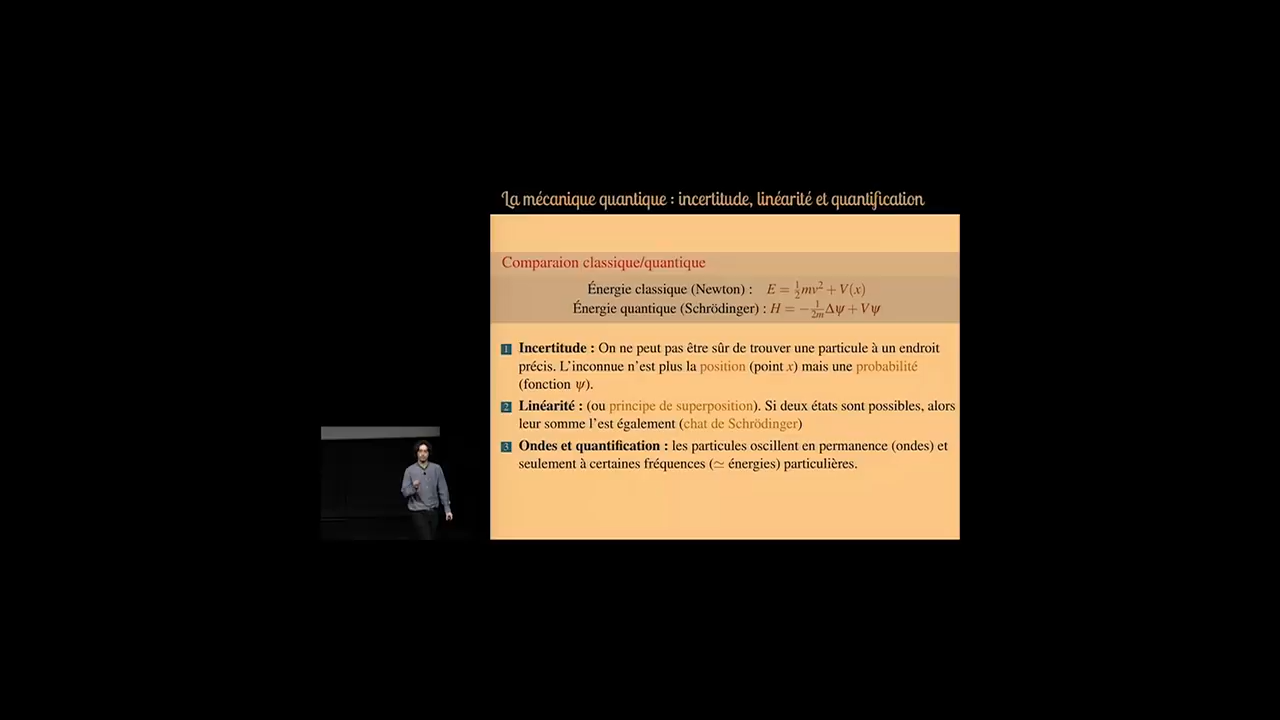 La mécanique quantique : incertitude, linéarité et quantification
Comparaion classique/quantique
Énergie classique (Newton) : E = ½mv² + V(x)
Énergie quantique (Schrödinger) : H = −1/2m Δψ + Vψ
1 Incertitude : On ne peut pas être sûr de trouver une particule à un endroit
précis. L'inconnue n'est plus la position (point x) mais une probabilité
(fonction ψ).
2 Linéarité : (ou principe de superposition). Si deux états sont possibles, alors
leur somme l'est également (chat de Schrödinger)
3 Ondes et quantification : les particules oscillent en permanence (ondes) et
seulement à certaines fréquences (≃ énergies) particulières.